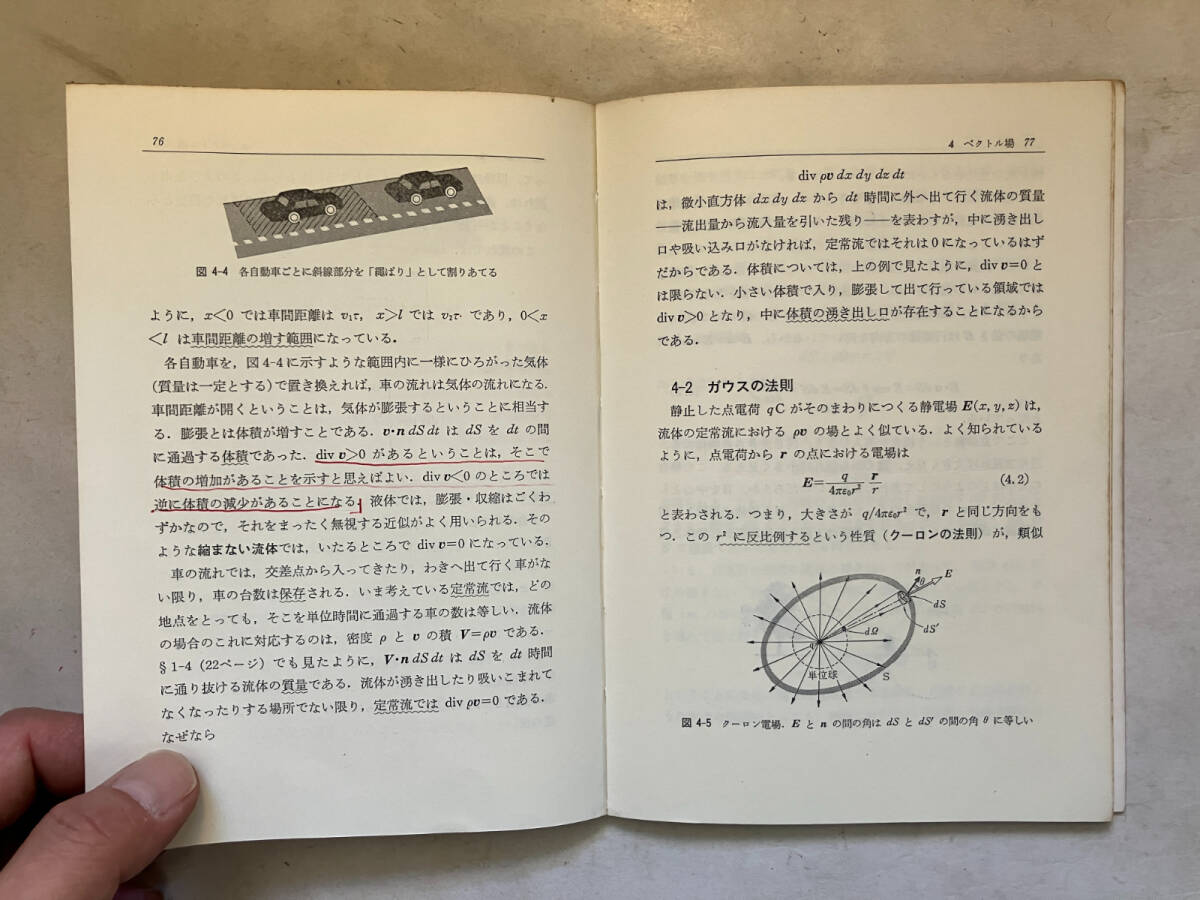 76
図 4-4 各自動車ごとに斜線部分を「縄ばり」として割りあてる
ように，x<0 では車間距離は v₁τ， x>l では v₂τ· であり，0<x
<l は車間距離の増す範囲になっている．
各自動車を，図4-4に示すような範囲内に一様にひろがった気体
(質量は一定とする)で置き換えれば，車の流れは気体の流れになる．
車間距離が開くということは，気体が膨張するということに相当す
る．膨張とは体積が増すことである．v·n dS dt は dS を dt の間
に通過する体積であった．div v>0 があるということは，そこで
体積の増加があることを示すと思えばよい．div v<0 のところでは
逆に体積の減少があることになる．液体では，膨張・収縮はごくわ
ずかなので，それをまったく無視する近似がよく用いられる．その
ような縮まない流体では，いたるところで div v=0 になっている．
車の流れでは，交差点から入ってきたり，わきへ出て行く車がな
い限り，車の台数は保存される．いま考えている定常流では，どの
地点をとっても，そこを単位時間に通過する車の数は等しい．流体
の場合のこれに対応するのは，密度 ρ と v の積 V=ρv である．
§1-4 (22ページ) でも見たように，V·n dS dt は dS を dt 時間
に通り抜ける流体の質量である．流体が湧き出したり吸いこまれて
なくなったりする場所でない限り，定常流では div ρv=0 である．
なぜなら
4 ベクトル場 77
div ρv dx dy dz dt
は，微小直方体 dx dy dz から dt 時間に外へ出て行く流体の質量
——流出量から流入量を引いた残り——を表わすが，中に湧き出し
口や吸い込み口がなければ，定常流ではそれは0になっているはず
だからである．体積については，上の例で見たように，div v=0 と
は限らない．小さい体積で入り，膨張して出て行っている領域では
div v>0 となり，中に体積の湧き出し口が存在することになるから
である．
4-2 ガウスの法則
静止した点電荷 qC がそのまわりにつくる静電場 E(x, y, z) は，
流体の定常流における ρv の場とよく似ている．よく知られている
ように，点電荷から r の点における電場は
E= q/4πε₀r² r/r (4.2)
と表わされる．つまり，大きさが q/4πε₀r² で，r と同じ方向をも
つ．この r² に反比例するという性質（クーロンの法則）が，類似
n
θ
E
dS
dS′
dΩ
q
単位球
S
図 4-5 クーロン電場．E と n の間の角は dS と dS′ の間の角 θ に等しい